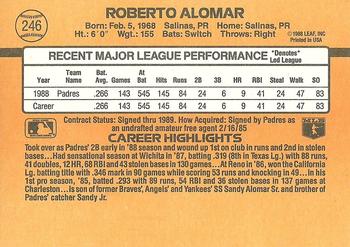 246
ROBERTO ALOMAR
Born: Feb. 5, 1968 Salinas, PR Home: Salinas, PR
Ht: 6' 0" Wgt: 155 Bats: Switch Throws: Right
© 1988 LEAF, INC
Printed in USA
RECENT MAJOR LEAGUE PERFORMANCE *Denotes* Led League
Year Team Avg. G AB Runs 2B 3B HR RBI Steals Walk SO
1988 Padres .266 143 545 84 24 6 9 41 24 47 83
Career .266 143 545 84 24 6 9 41 24 47 83
Contract Status: Signed thru 1989. How Acquired: Signed by Padres as
an undrafted amateur free agent 2/16/85
CAREER HIGHLIGHTS
Took over as Padres' 2B early in '88 season and wound up 1st on club in runs and 2nd in
stolen bases...Had sensational season at Wichita in '87, batting .319 (8th in Texas Lg.) with 88 runs,
41 doubles, 12 HR, 68 RBI and 43 stolen bases in 130 games...At Reno in '86, won the California
Lg. batting title with .346 mark in 90 games while scoring 53 runs and knocking in 49...In '85,
batted .293 with 89 runs, 54 RBI and 36 stolen bases in 137 games at
Charleston...Is son of former Braves', Angels' and Yankees' SS Sandy Alomar Sr. and brother of
Padres' catcher Sandy Jr.